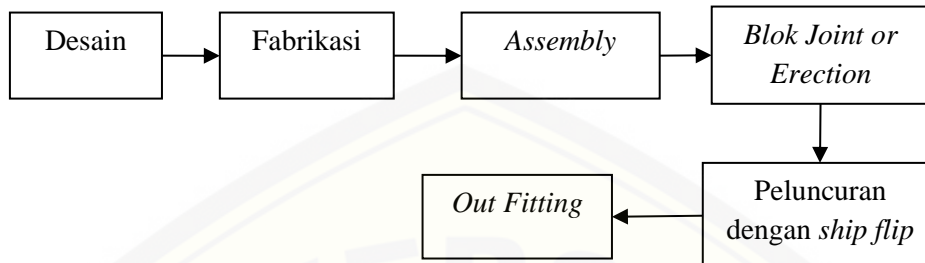 Desain
Fabrikasi
Assembly
Blok Joint or
Erection
Peluncuran
dengan ship flip
Out Fitting